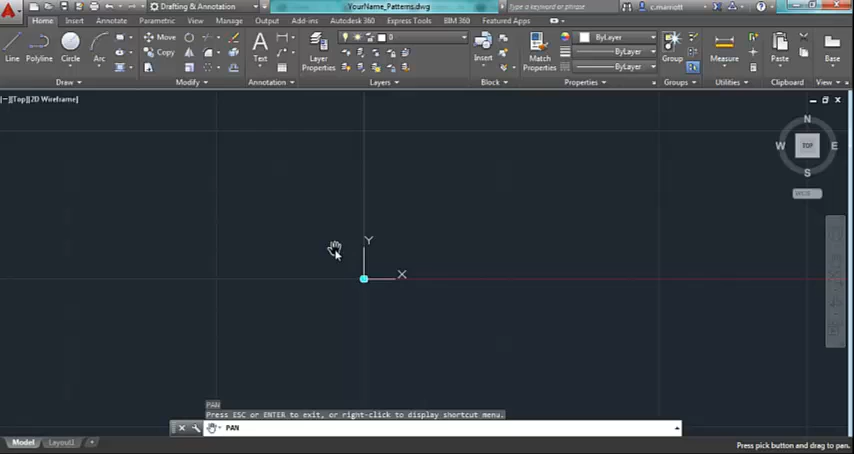 Drafting & Annotation
YourName_Patterns.dwg
Type a keyword or phrase
c.marrott
Home Insert Annotate Parametric View Manage Output Add-ins Autodesk 360 Express Tools BIM 360 Featured Apps
Line Polyline Circle Arc
Move
Copy
Text
Layer
Properties
0
Insert
Match
Properties
ByLayer
ByLayer
ByLayer
Group
Measure
Paste
Base
Draw Modify Annotation Layers Block Properties Groups Utilities Clipboard View
[−][Top][2D Wireframe]
N
W TOP E
S
WCS
Y
X
PAN
Press ESC or ENTER to exit, or right-click to display shortcut menu.
PAN
Model Layout1 +
Press pick button and drag to pan.